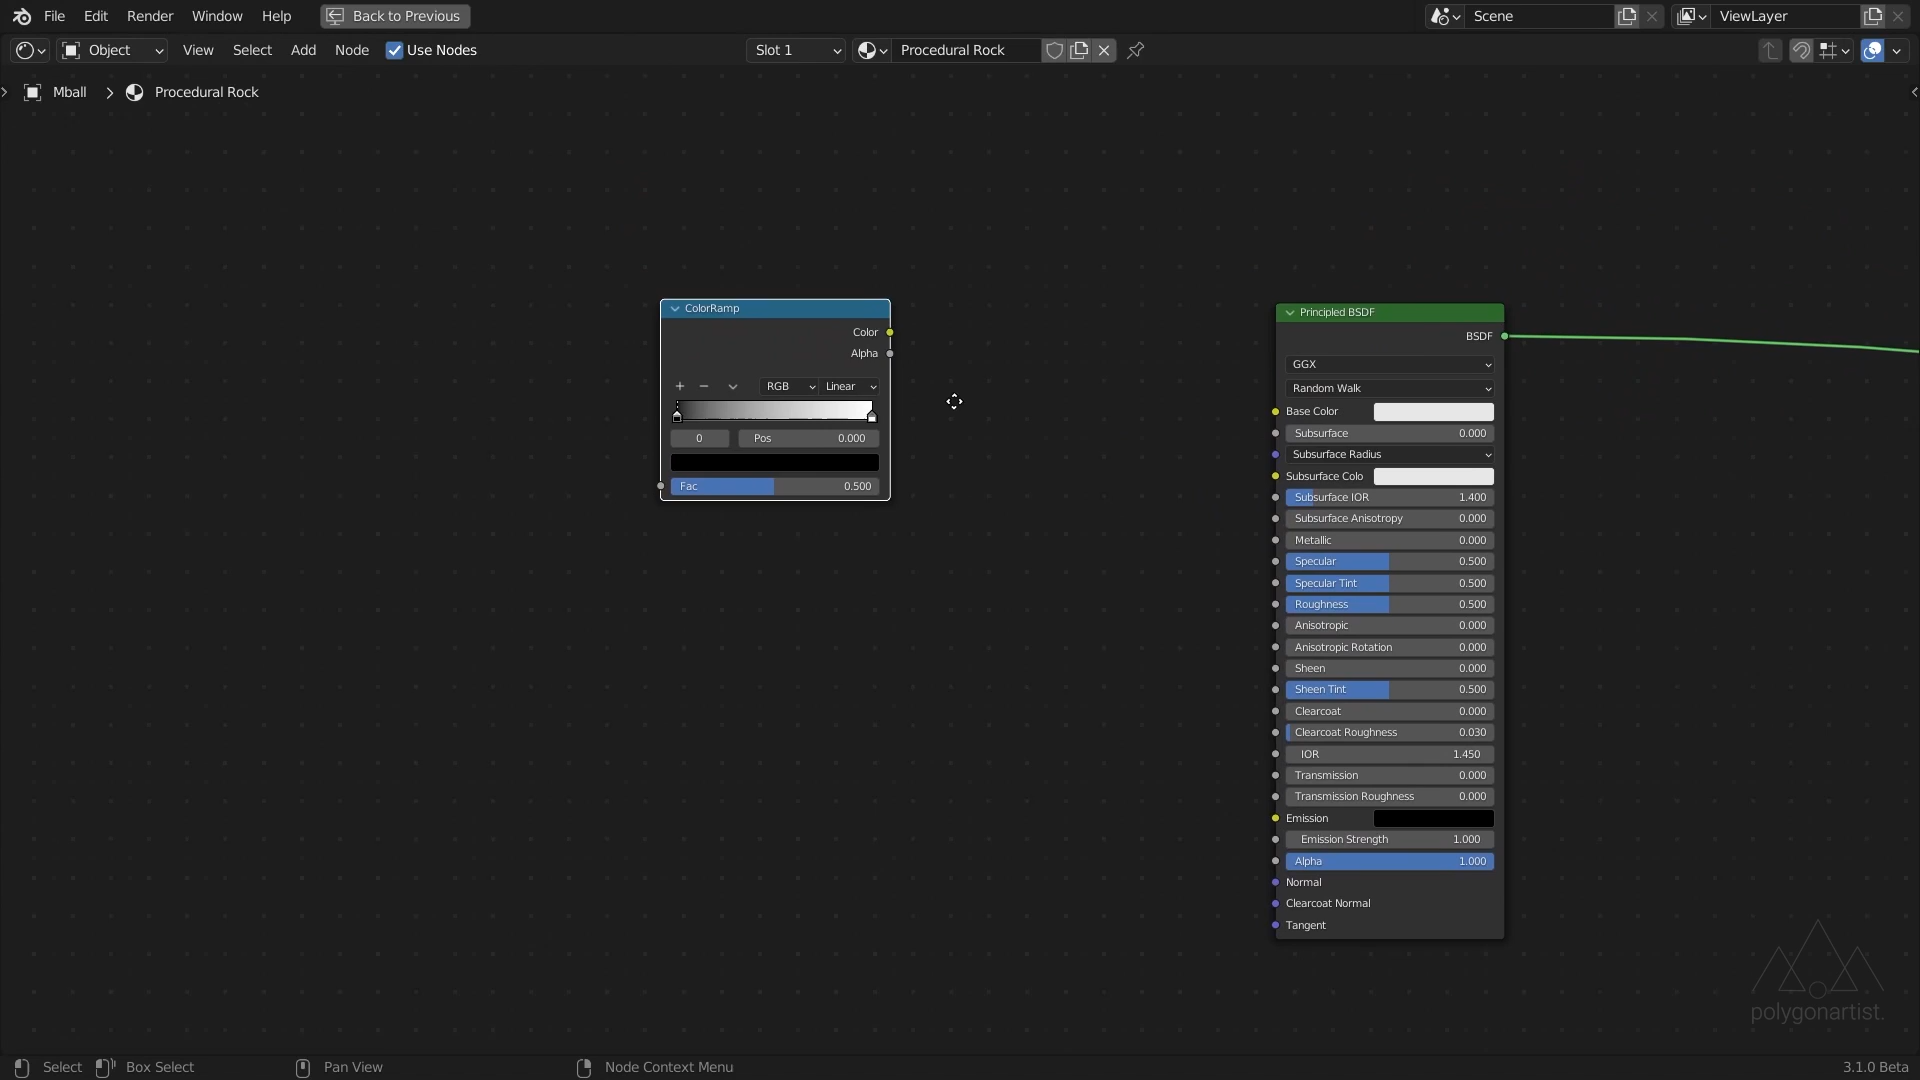 File Edit Render Window Help Back to Previous Scene ViewLayer
Object View Select Add Node Use Nodes Slot 1 Procedural Rock
Mball Procedural Rock
ColorRamp
Color
Alpha
RGB Linear
0 Pos 0.000
Fac 0.500
Principled BSDF
BSDF
GGX
Random Walk
Base Color
Subsurface 0.000
Subsurface Radius
Subsurface Colo
Subsurface IOR 1.400
Subsurface Anisotropy 0.000
Metallic 0.000
Specular 0.500
Specular Tint 0.500
Roughness 0.500
Anisotropic 0.000
Anisotropic Rotation 0.000
Sheen 0.000
Sheen Tint 0.500
Clearcoat 0.000
Clearcoat Roughness 0.030
IOR 1.450
Transmission 0.000
Transmission Roughness 0.000
Emission
Emission Strength 1.000
Alpha 1.000
Normal
Clearcoat Normal
Tangent
polygonartist.
Select Box Select Pan View Node Context Menu 3.1.0 Beta